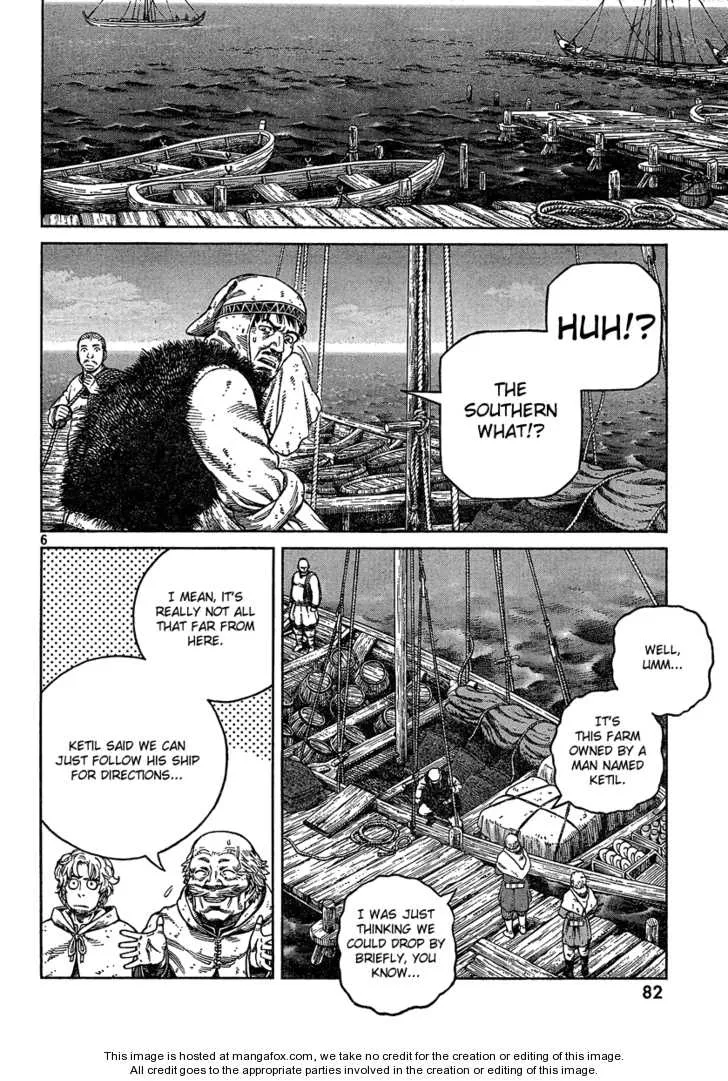 HUH!?
THE
SOUTHERN
WHAT!?
6
WELL,
UMM...
IT'S
THIS FARM
OWNED BY A
MAN NAMED
KETIL.
I WAS JUST
THINKING WE
COULD DROP BY
BRIEFLY, YOU
KNOW...
I MEAN, IT'S
REALLY NOT ALL
THAT FAR FROM
HERE.
KETIL SAID WE CAN
JUST FOLLOW HIS SHIP
FOR DIRECTIONS...
82
This image is hosted at mangafox.com, we take no credit for the creation or editing of this image.
All credit goes to the appropriate parties involved in the creation or editing of this image.